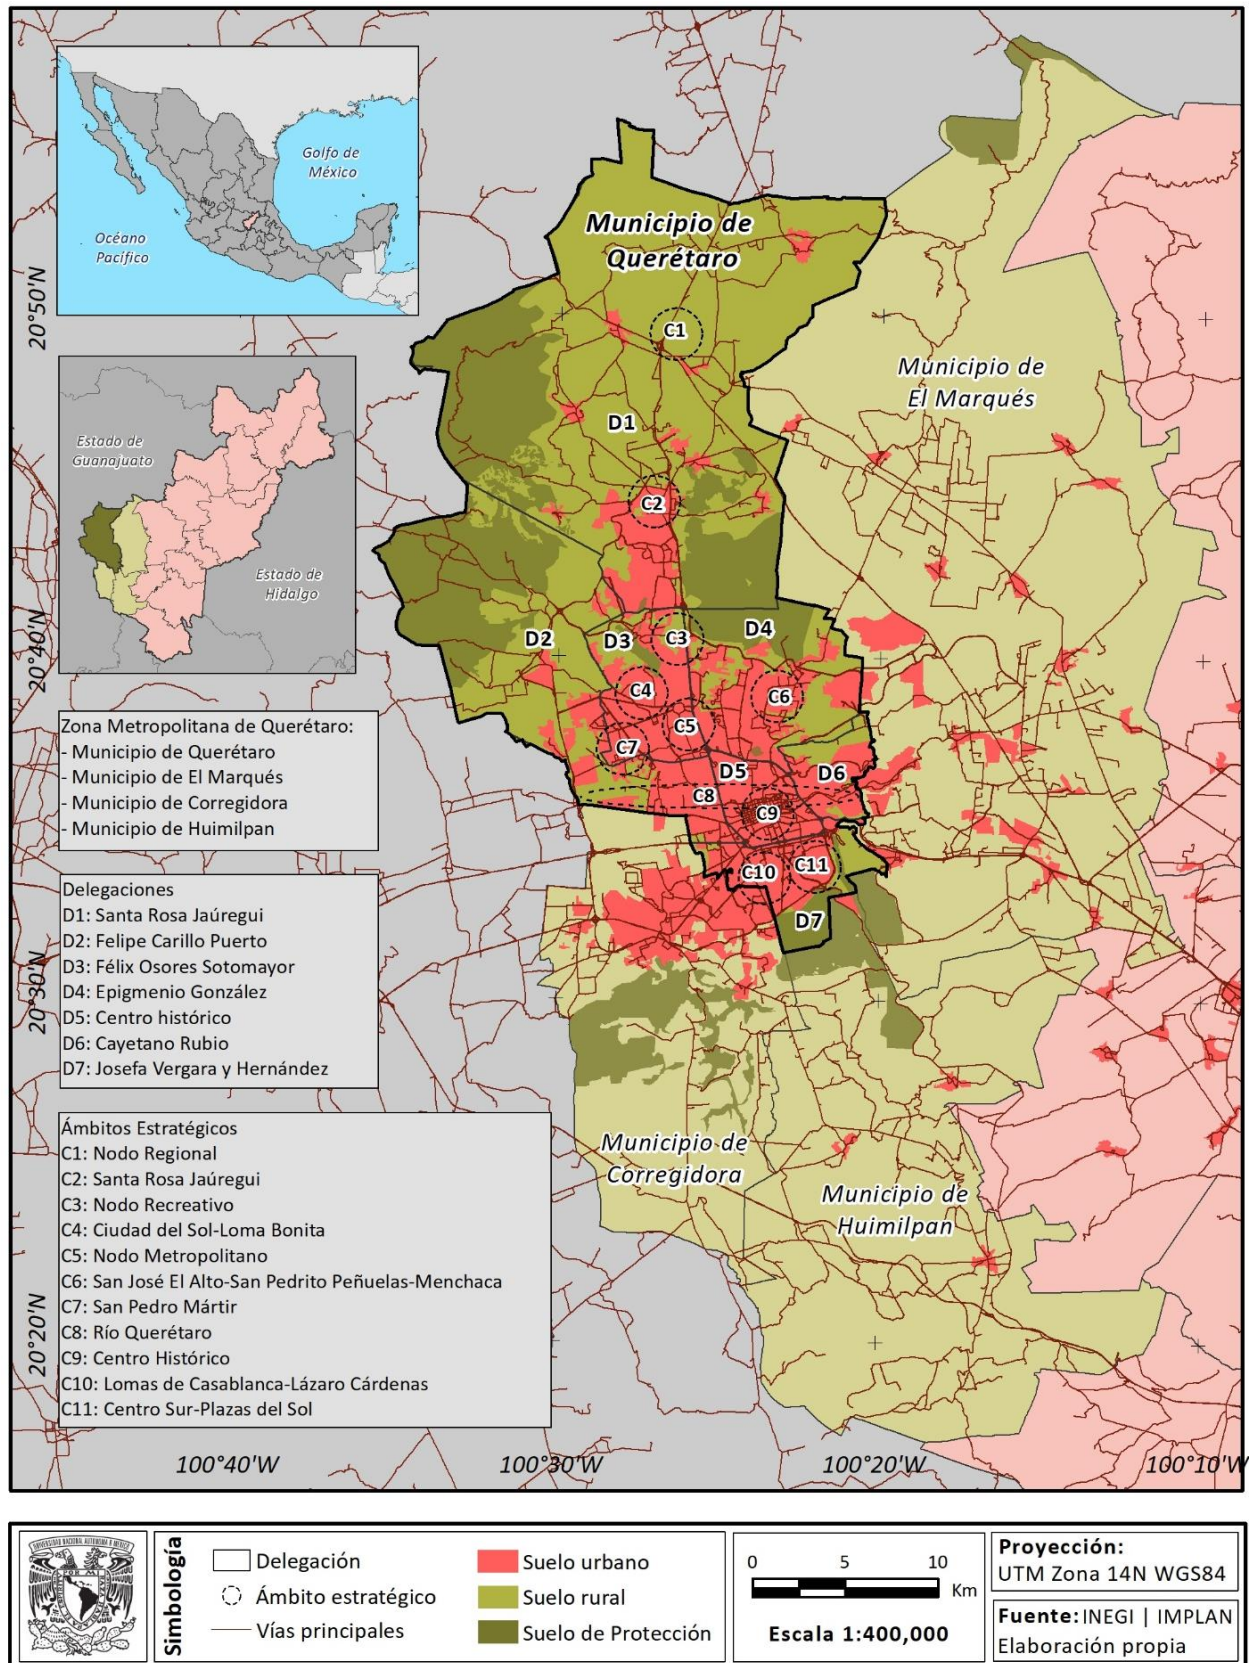 Golfo de
México
Océano
Pacífico
Municipio de
Querétaro
20°50'N
C1
Municipio de
El Marqués
Estado de
Guanajuato
D1
C2
Estado de
Hidalgo
20°40'N
D2
D3
C3
D4
C4
C6
C5
C7
D5
D6
C8
C9
C10
C11
D7
Zona Metropolitana de Querétaro:
- Municipio de Querétaro
- Municipio de El Marqués
- Municipio de Corregidora
- Municipio de Huimilpan
Delegaciones
D1: Santa Rosa Jaúregui
D2: Felipe Carillo Puerto
D3: Félix Osores Sotomayor
D4: Epigmenio González
D5: Centro histórico
D6: Cayetano Rubio
D7: Josefa Vergara y Hernández
20°30'N
Ámbitos Estratégicos
C1: Nodo Regional
C2: Santa Rosa Jaúregui
C3: Nodo Recreativo
C4: Ciudad del Sol-Loma Bonita
C5: Nodo Metropolitano
C6: San José El Alto-San Pedrito Peñuelas-Menchaca
C7: San Pedro Mártir
C8: Río Querétaro
C9: Centro Histórico
C10: Lomas de Casablanca-Lázaro Cárdenas
C11: Centro Sur-Plazas del Sol
Municipio de
Corregidora
Municipio de
Huimilpan
20°20'N
100°40'W
100°30'W
100°20'W
100°10'W
UNIVERSIDAD NACIONAL AUTONOMA DE MEXICO
Simbología
Delegación
Ámbito estratégico
Vías principales
Suelo urbano
Suelo rural
Suelo de Protección
0 5 10
Km
Escala 1:400,000
Proyección:
UTM Zona 14N WGS84
Fuente: INEGI | IMPLAN
Elaboración propia